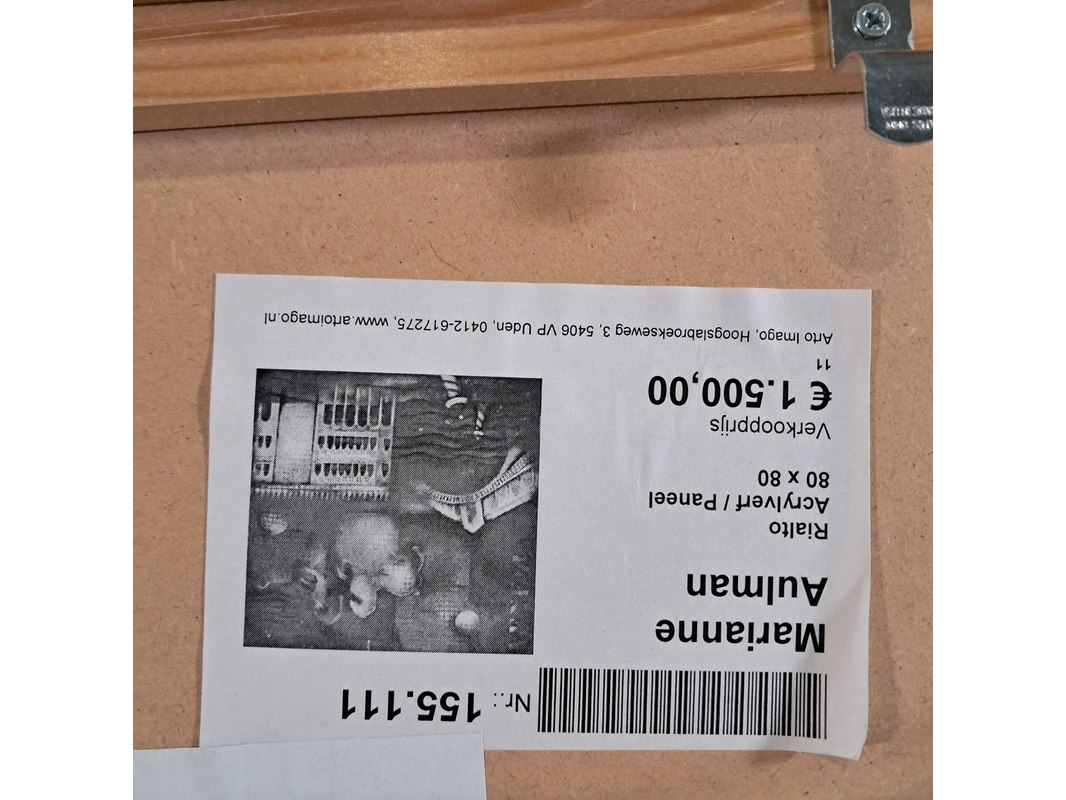 Nr.: 155.111
Marianne
Aulman
Rialto
Acrylverf / Paneel
80 x 80
Verkoopprijs
€ 1.500,00
11
Arto Imago, Hoogslabroekseweg 3, 5406 VP Uden, 0412-617275, www.artoimago.nl